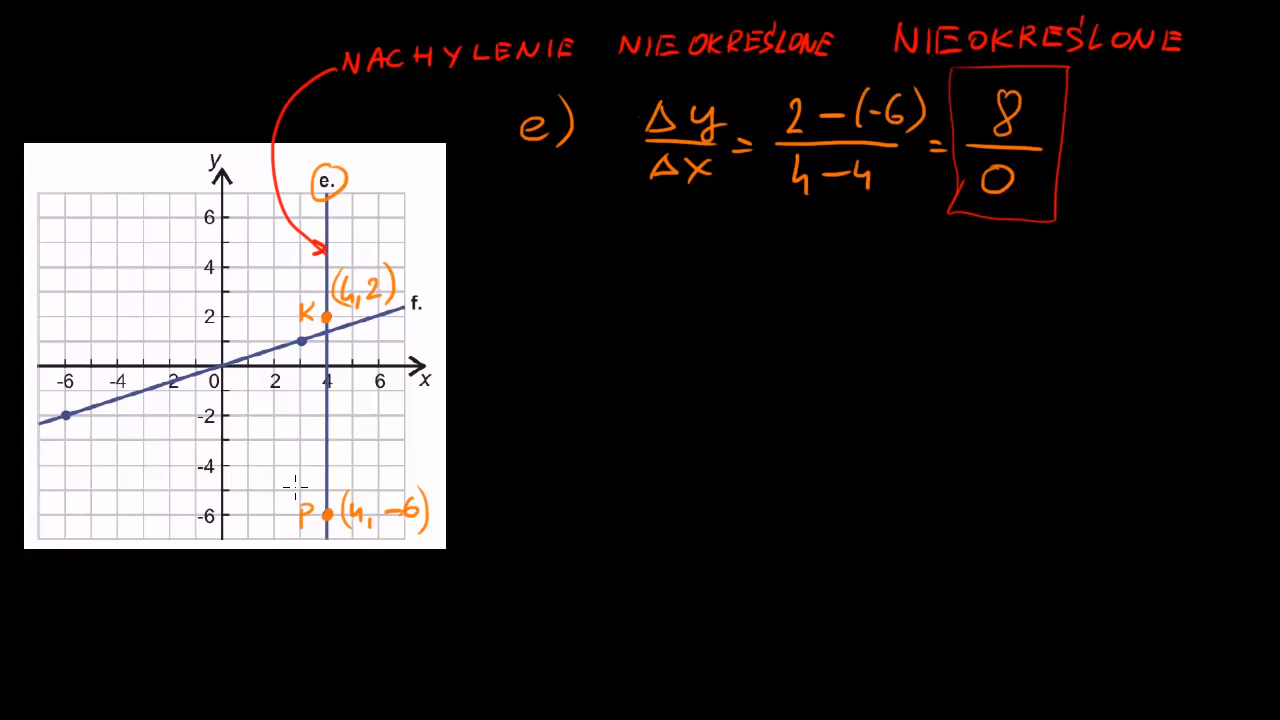 NACHYLENIE NIEOKREŚLONE NIEOKREŚLONE
e) Δy/Δx = 2-(-6)/4-4 = 8/0
y
e.
6
4
(4,2)
K
f.
2
-6 -4 -2 0 2 4 6 x
-2
-4
-6
P (4, -6)